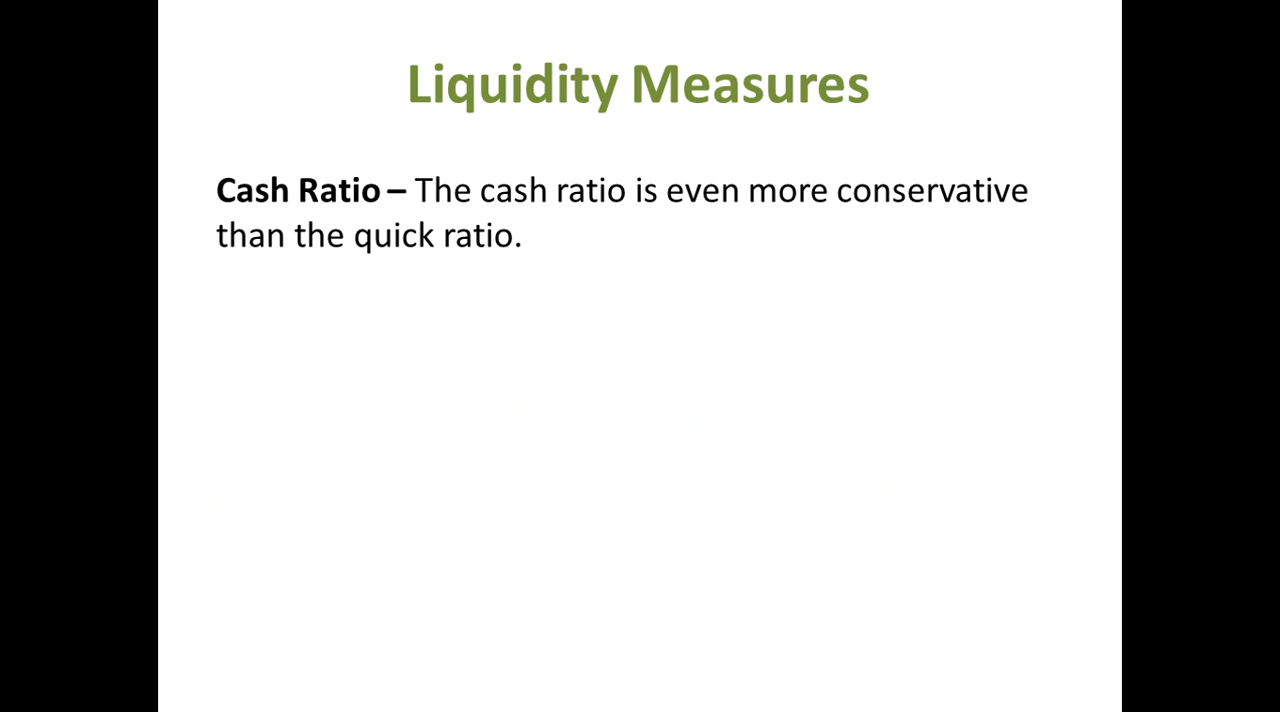 Liquidity Measures
Cash Ratio – The cash ratio is even more conservative
than the quick ratio.